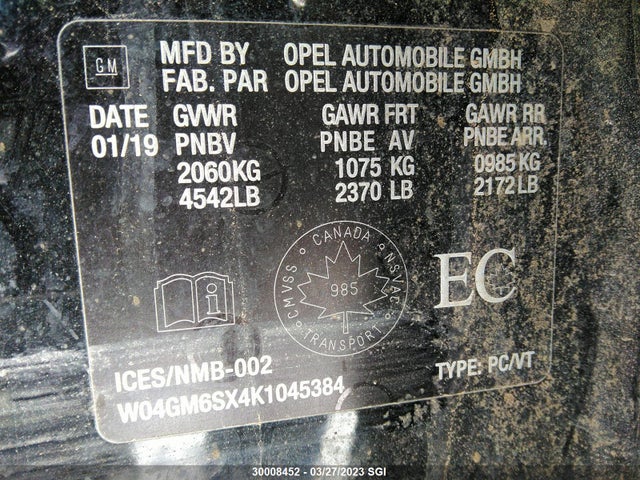 GM
MFD BY OPEL AUTOMOBILE GMBH
FAB. PAR OPEL AUTOMOBILE GMBH
DATE GVWR GAWR FRT GAWR RR
01/19 PNBV PNBE AV PNBE ARR.
2060KG 1075 KG 0985KG
4542LB 2370 LB 2172LB
CANADA
CMVSS NSVAC
985
TRANSPORT
EC
i
ICES/NMB-002
TYPE: PC/VT
W04GM6SX4K1045384
30008452 - 03/27/2023 SGI